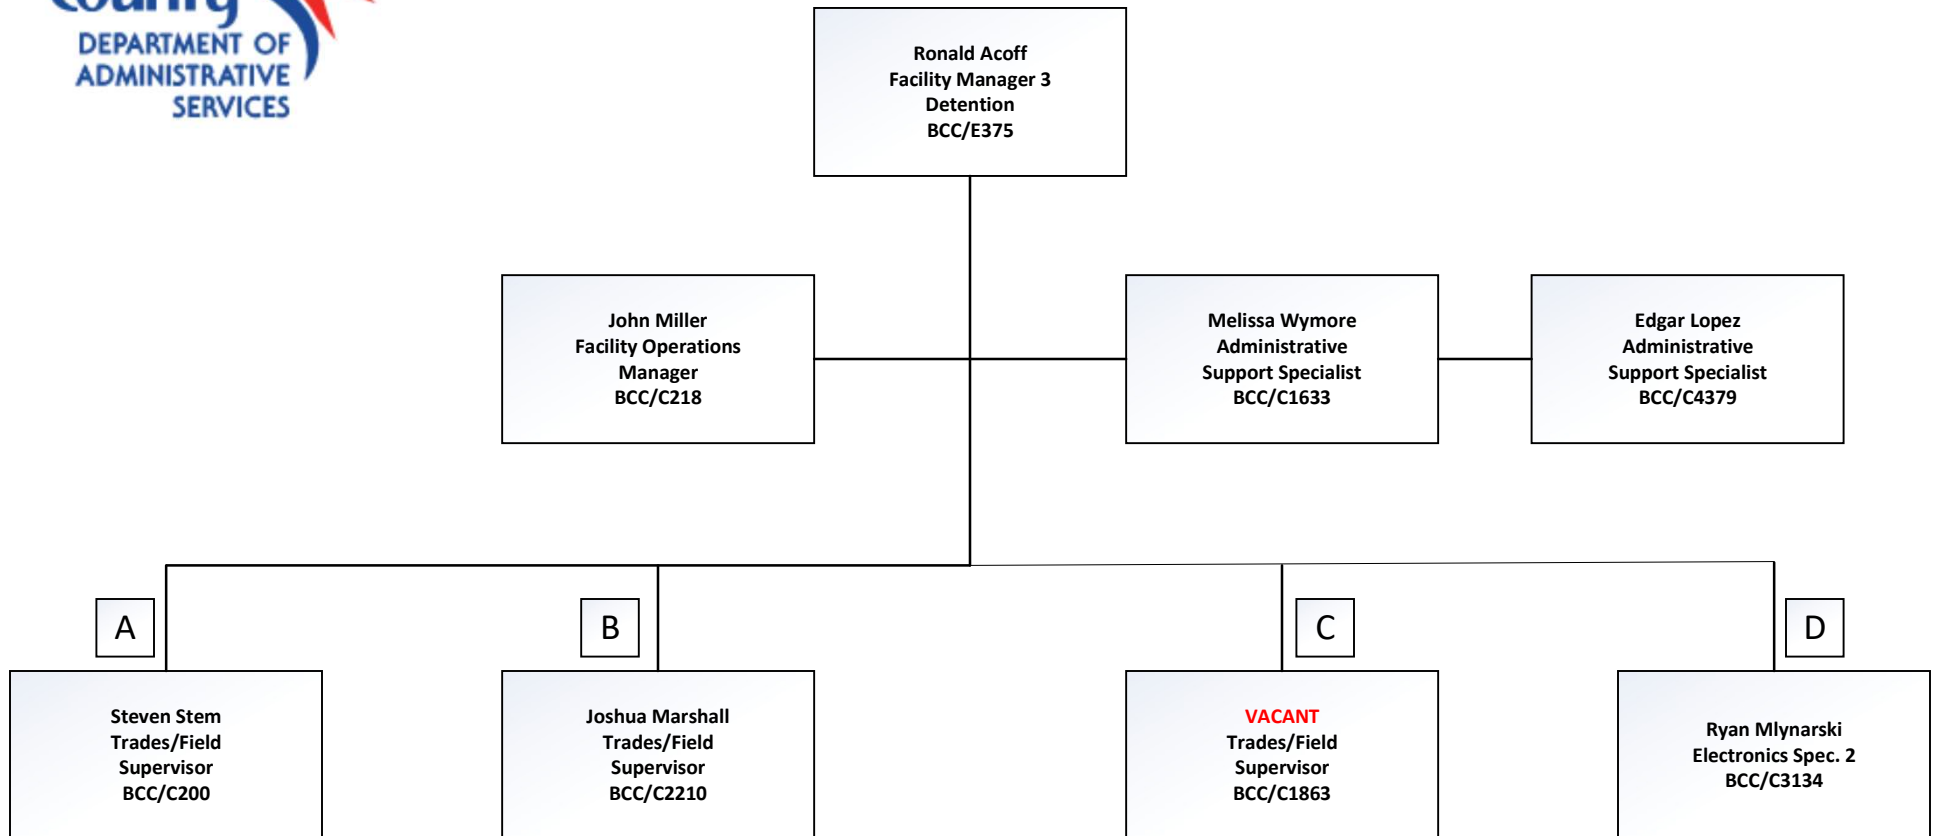 County
DEPARTMENT OF
ADMINISTRATIVE
SERVICES
Ronald Acoff
Facility Manager 3
Detention
BCC/E375
John Miller
Facility Operations
Manager
BCC/C218
Melissa Wymore
Administrative
Support Specialist
BCC/C1633
Edgar Lopez
Administrative
Support Specialist
BCC/C4379
A
B
C
D
Steven Stem
Trades/Field
Supervisor
BCC/C200
Joshua Marshall
Trades/Field
Supervisor
BCC/C2210
VACANT
Trades/Field
Supervisor
BCC/C1863
Ryan Mlynarski
Electronics Spec. 2
BCC/C3134